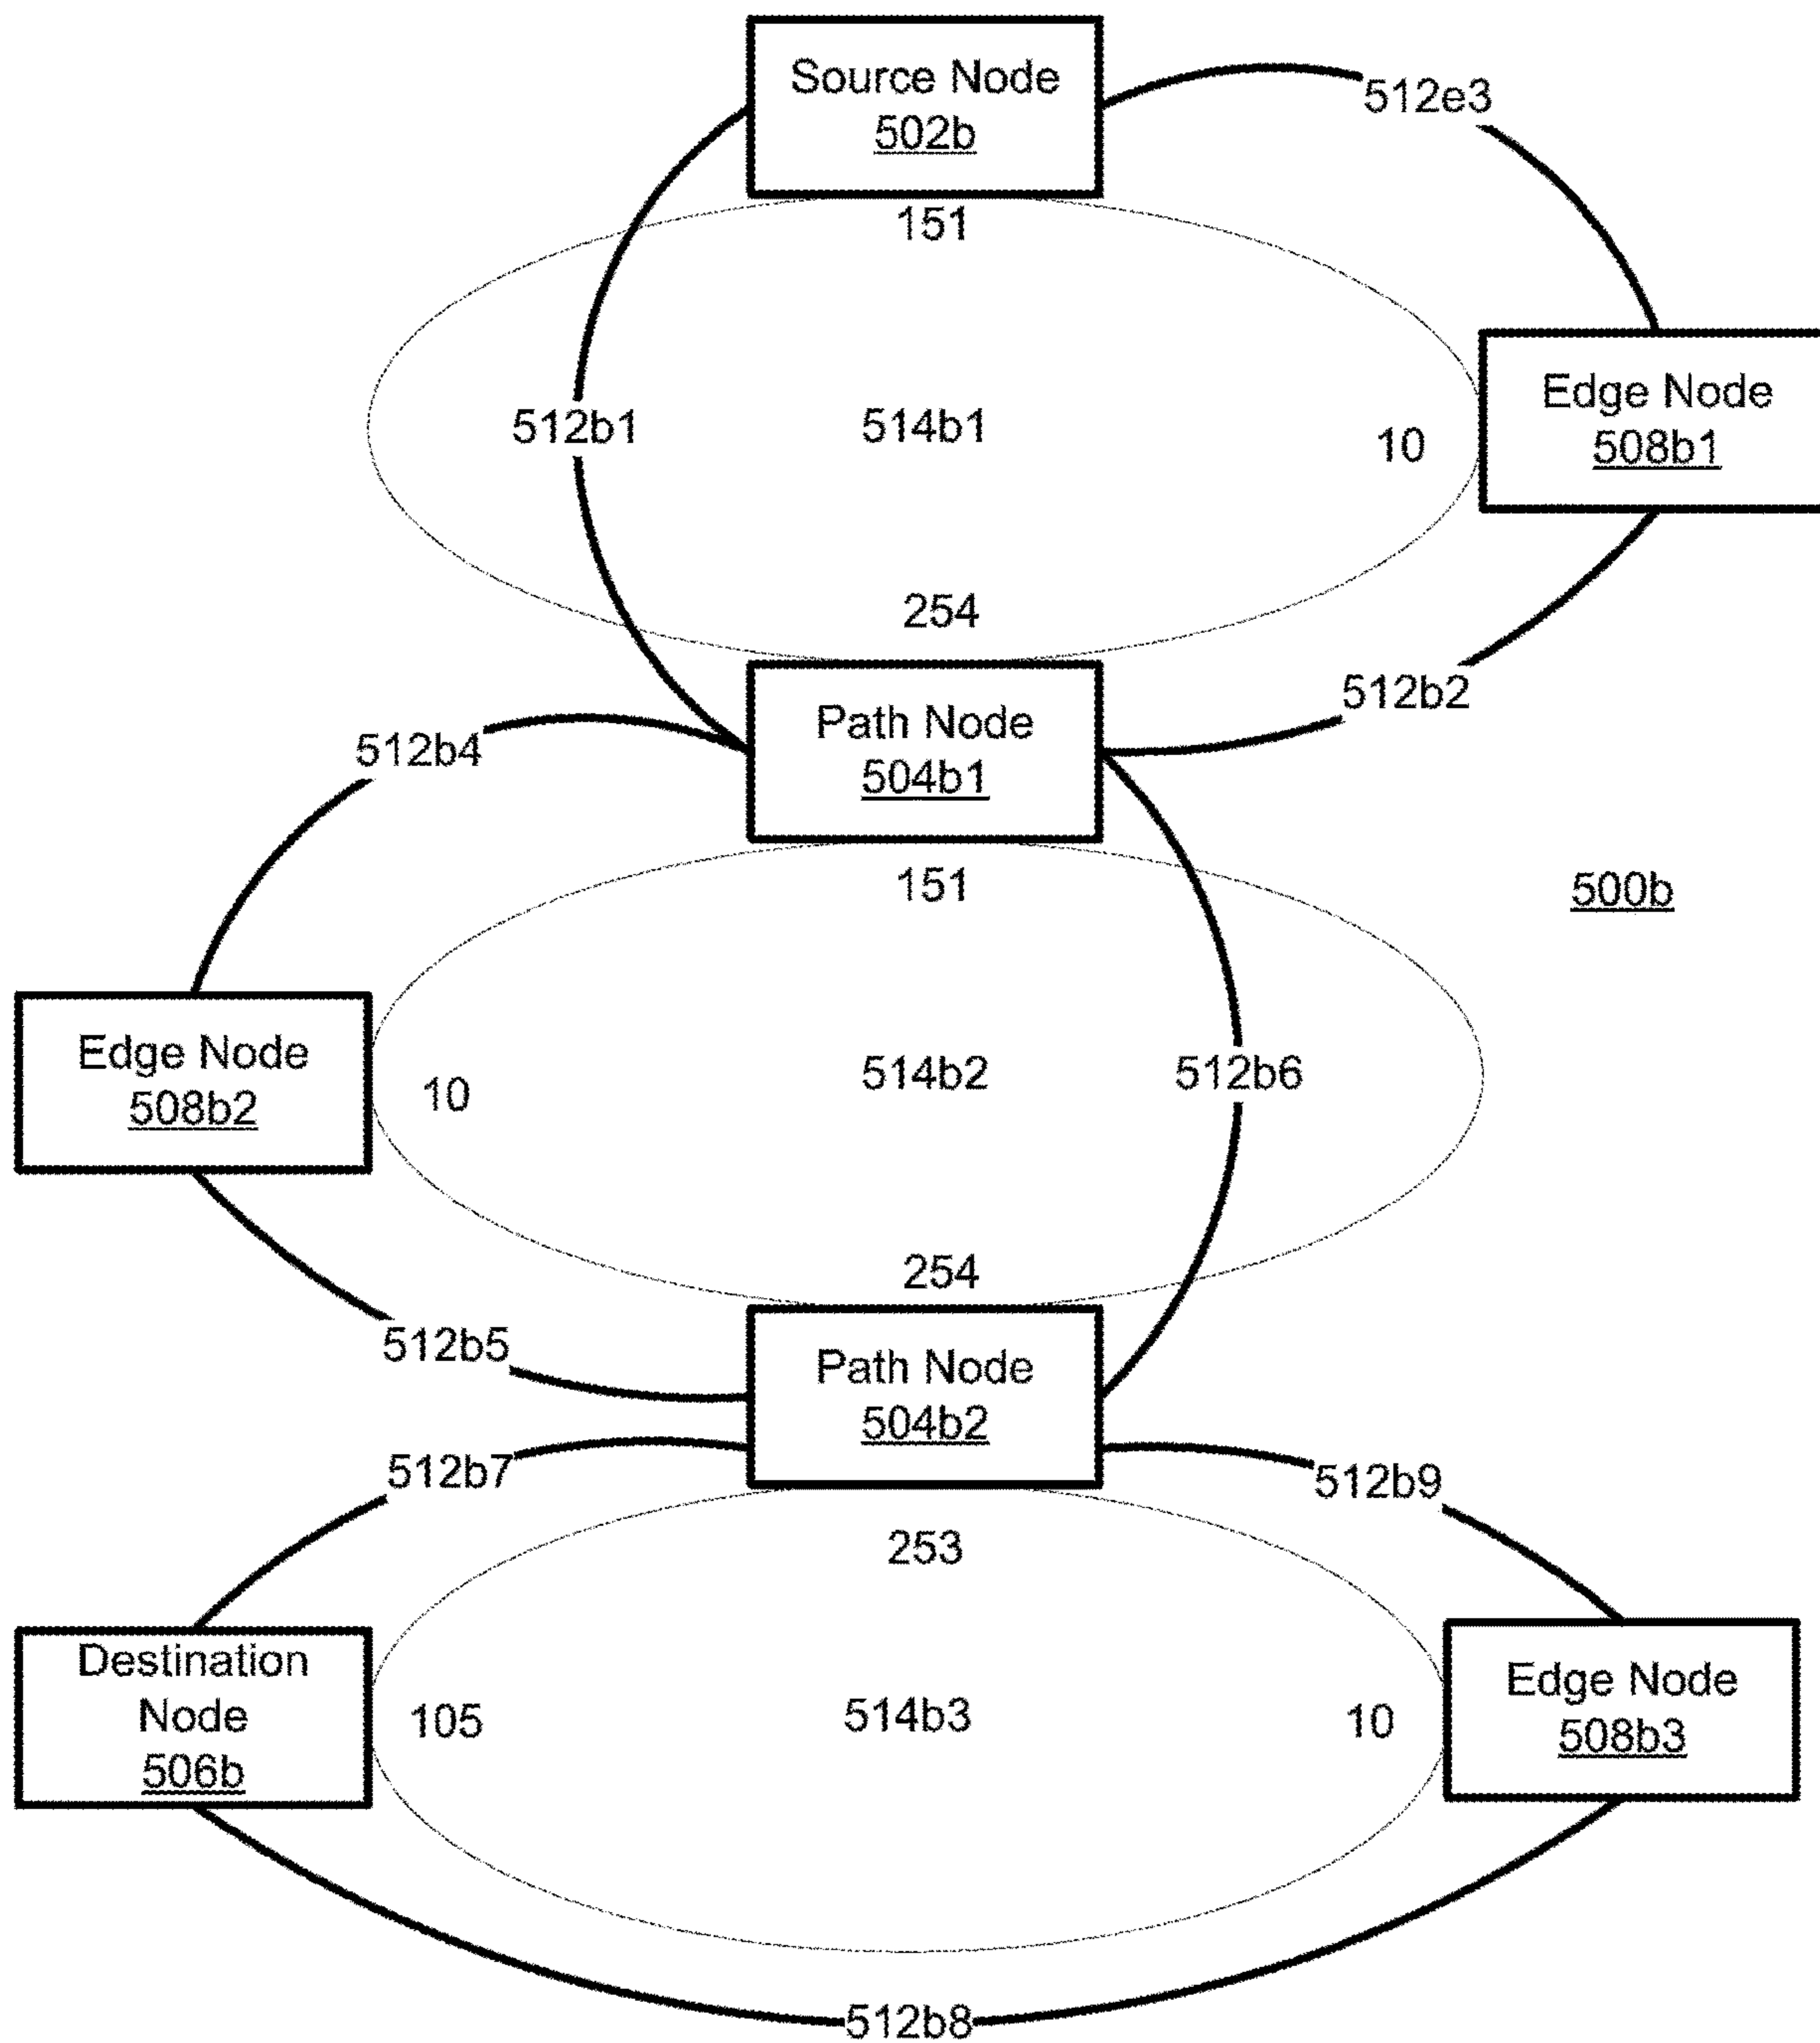 Source Node
502b
512e3
151
Edge Node
508b1
512b1
514b1
10
254
512b2
Path Node
504b1
512b4
151
500b
Edge Node
508b2
10
514b2
512b6
254
512b5
Path Node
504b2
512b7
512b9
253
Destination
Node
506b
105
514b3
10
Edge Node
508b3
512b8